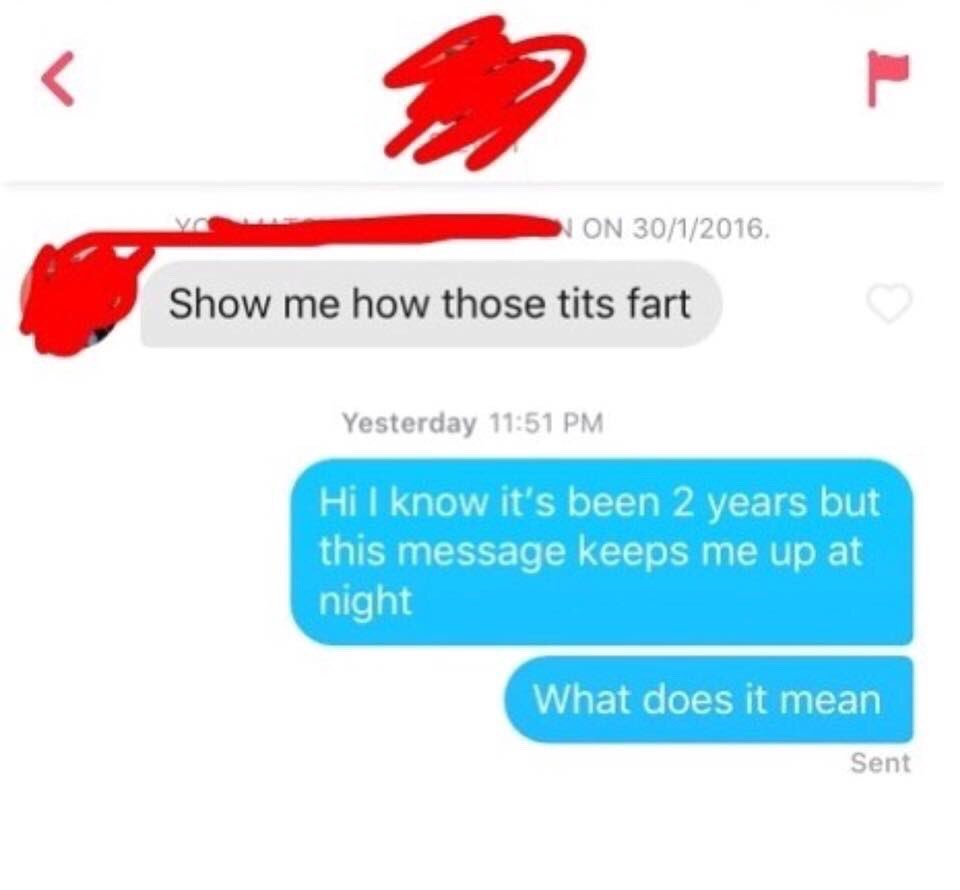 ON 30/1/2016.
Show me how those tits fart
Yesterday 11:51 PM
Hi I know it's been 2 years but
this message keeps me up at
night
What does it mean
Sent